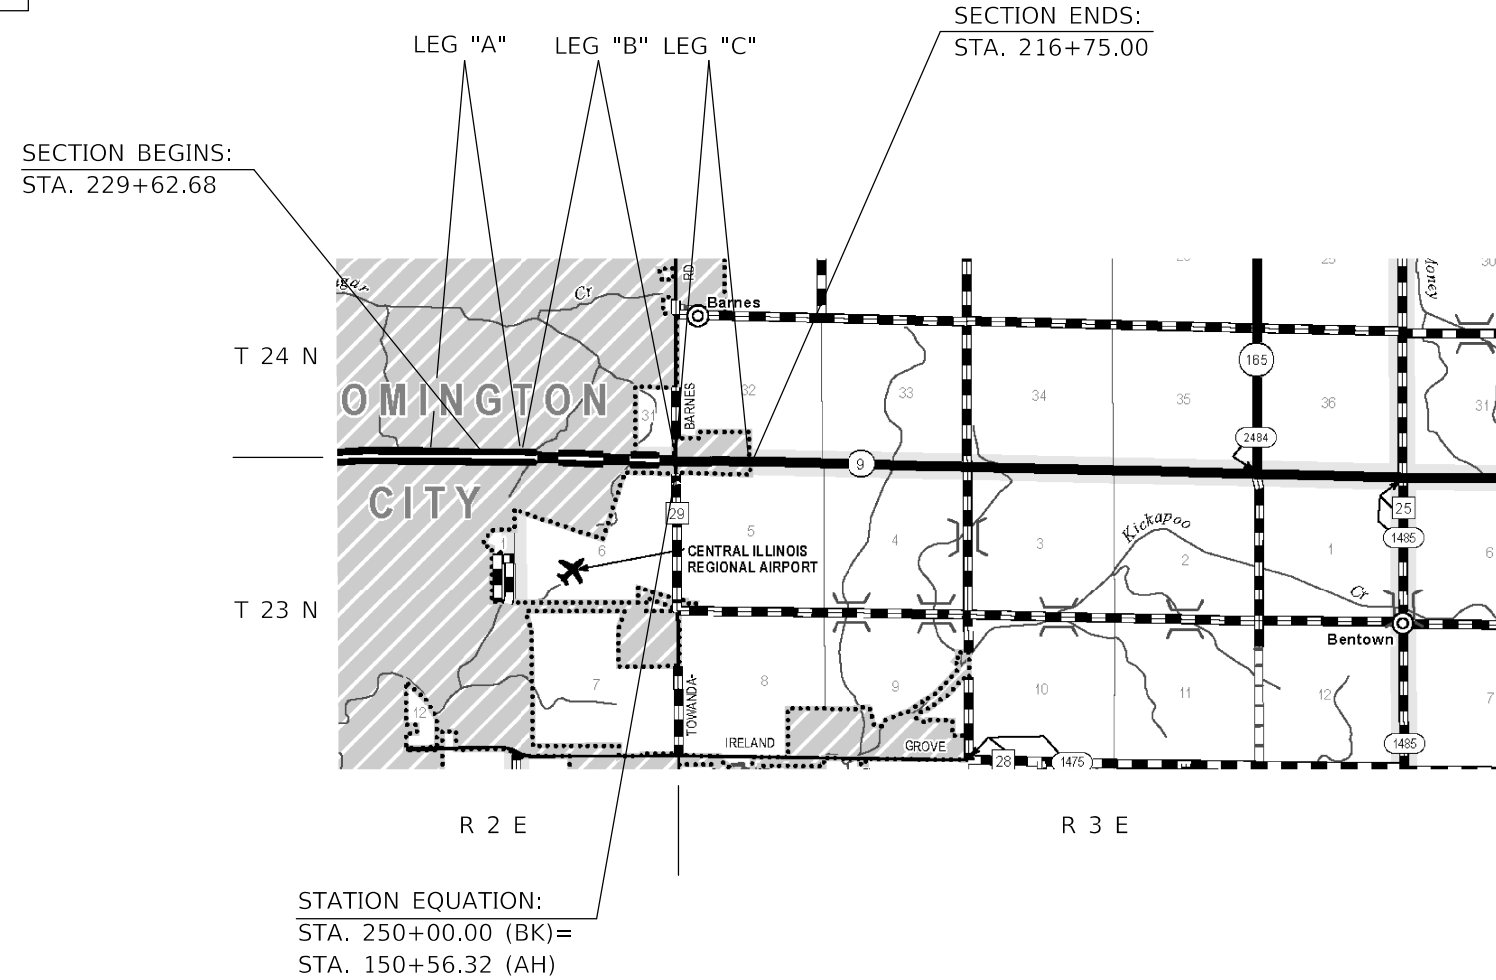 SECTION ENDS:
STA. 216+75.00
LEG "A"
LEG "B"
LEG "C"
SECTION BEGINS:
STA. 229+62.68
RD
Cr
Barnes
Money
T 24 N
165
32
33
34
35
36
31
31
OMINGTON
BARNES
2484
9
CITY
29
25
1485
Kickapoo
1
6
5
4
3
2
1
6
CENTRAL ILLINOIS
REGIONAL AIRPORT
Cr
T 23 N
Bentown
7
8
9
10
11
12
7
12
TOWANDA-
IRELAND
GROVE
28
1475
1485
R 2 E
R 3 E
STATION EQUATION:
STA. 250+00.00 (BK)=
STA. 150+56.32 (AH)